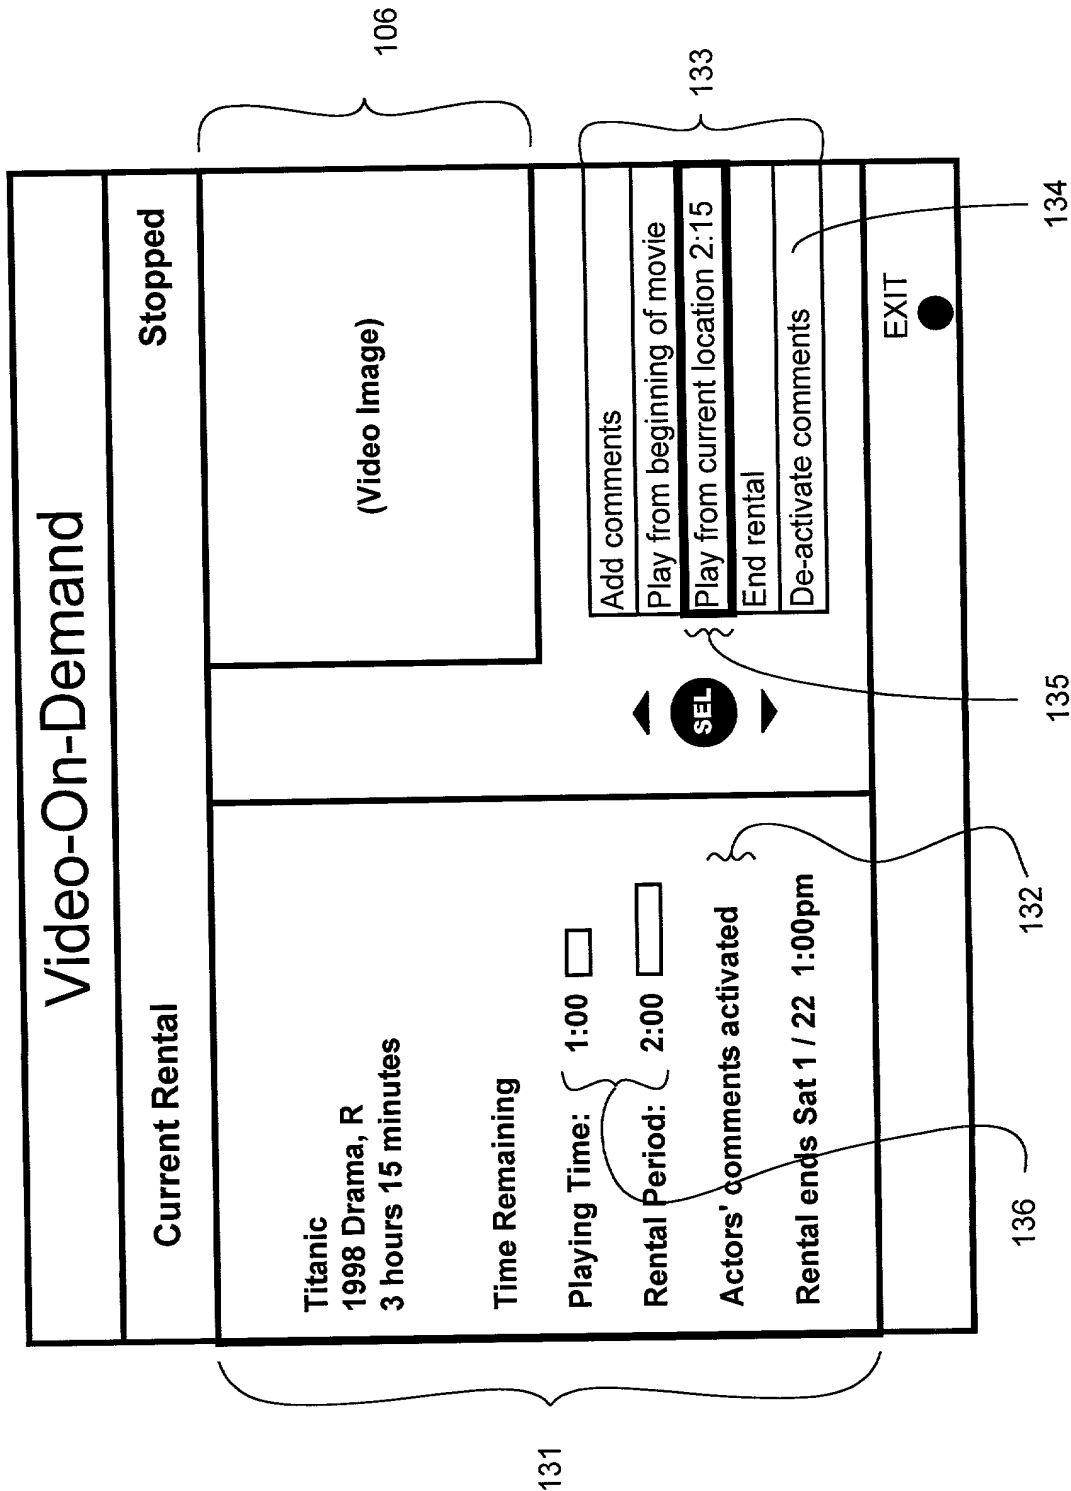 Video-On-Demand
Current Rental
Stopped
Titanic
1998 Drama, R
3 hours 15 minutes
Time Remaining
Playing Time: 1:00
Rental Period: 2:00
Actors' comments activated
Rental ends Sat 1 / 22 1:00pm
(Video Image)
SEL
Add comments
Play from beginning of movie
Play from current location 2:15
End rental
De-activate comments
EXIT
106
133
134
135
132
136
131